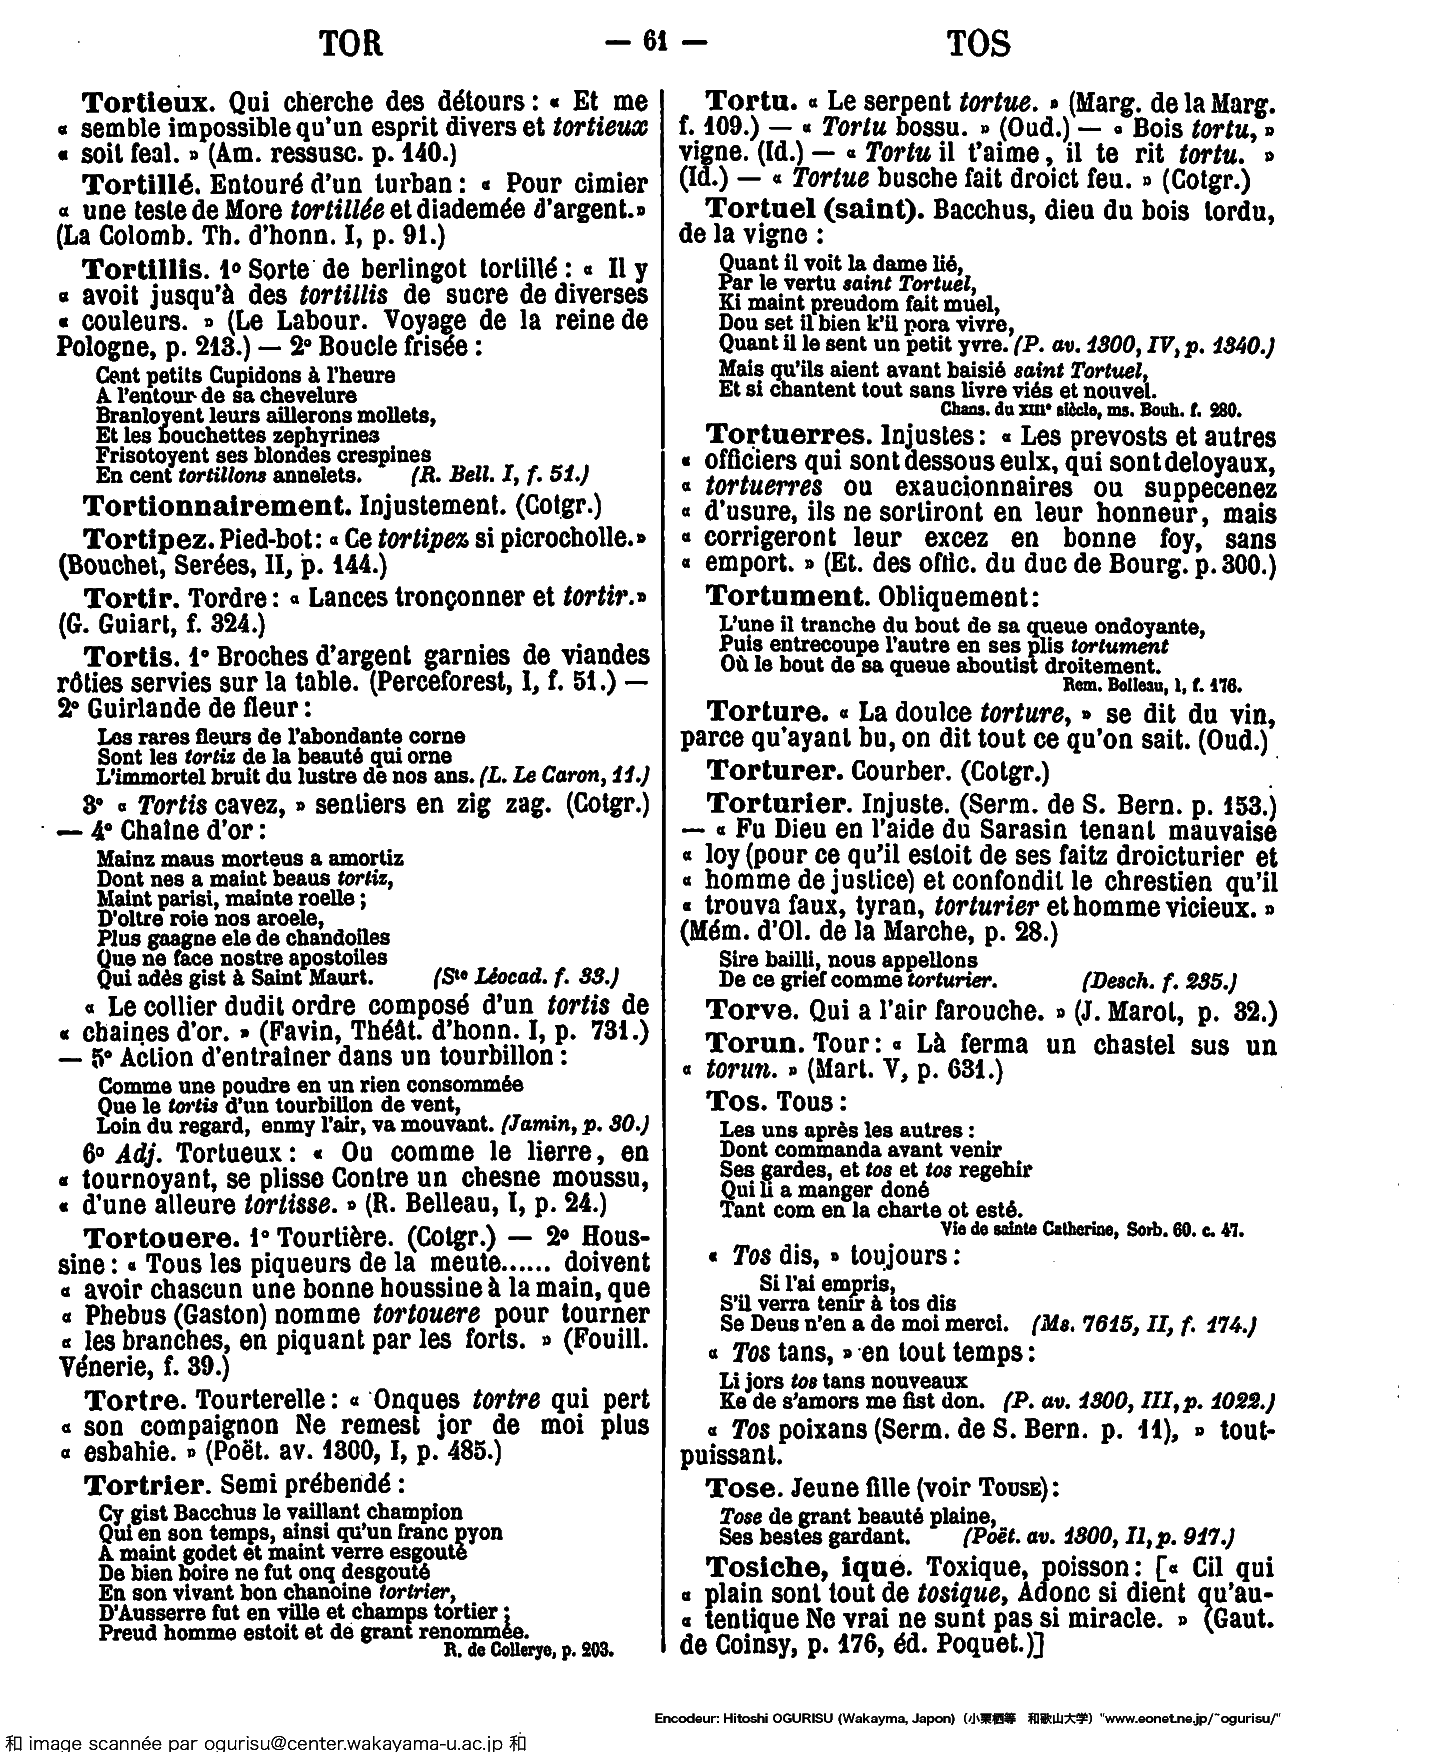 TOR — 61 — TOS
Tortieux. Qui cherche des détours : « Et me
« semble impossible qu'un esprit divers et tortieux
« soit feal. » (Am. ressusc. p. 140.)
Tortillé. Entouré d'un turban : « Pour cimier
« une teste de More tortillée et diademée d'argent. »
(La Colomb. Th. d'honn. I, p. 91.)
Tortillis. 1º Sorte de berlingot tortillé : « Il y
« avoit jusqu'à des tortillis de sucre de diverses
« couleurs. » (Le Labour. Voyage de la reine de
Pologne, p. 213.) — 2º Boucle frisée :
Cent petits Cupidons à l'heure
A l'entour de sa chevelure
Branloyent leurs aillerons mollets,
Et les bouchettes zephyrines
Frisotoyent ses blondes crespines
En cent tortillons annelets. (R. Bell. I, f. 51.)
Tortionnairement. Injustement. (Cotgr.)
Tortipez. Pied-bot : « Ce tortipez si picrocholle. »
(Bouchet, Serées, II, p. 144.)
Tortir. Tordre : « Lances tronçonner et tortir. »
(G. Guiart, f. 324.)
Tortis. 1º Broches d'argent garnies de viandes
rôties servies sur la table. (Perceforest, I, f. 51.) —
2º Guirlande de fleur :
Les rares fleurs de l'abondante corne
Sont les tortiz de la beauté qui orne
L'immortel bruit du lustre de nos ans. (L. Le Caron, 11.)
3º « Tortis cavez, » sentiers en zig zag. (Cotgr.)
— 4º Chaîne d'or :
Mainz maus morteus a amortiz
Dont nes a maint beaus tortiz,
Maint parisi, mainte roelle ;
D'oltre roie nos aroele,
Plus gaagne ele de chandoiles
Que ne face nostre apostoiles
Qui adès gist à Saint Maurt. (Ste Léocad. f. 33.)
« Le collier dudit ordre composé d'un tortis de
« chaines d'or. » (Favin, Théât. d'honn. I, p. 731.)
— 5º Action d'entraîner dans un tourbillon :
Comme une poudre en un rien consommée
Que le tortis d'un tourbillon de vent,
Loin du regard, enmy l'air, va mouvant. (Jamin, p. 30.)
6º Adj. Tortueux : « Ou comme le lierre, en
« tournoyant, se plisse Contre un chesne moussu,
« d'une alleure tortisse. » (R. Belleau, I, p. 24.)
Tortouere. 1º Tourtière. (Cotgr.) — 2º Hous-
sine : « Tous les piqueurs de la meute...... doivent
« avoir chascun une bonne houssine à la main, que
« Phebus (Gaston) nomme tortouere pour tourner
« les branches, en piquant par les forts. » (Fouill.
Vénerie, f. 39.)
Tortre. Tourterelle : « Onques tortre qui pert
« son compaignon Ne remest jor de moi plus
« esbahie. » (Poët. av. 1300, I, p. 485.)
Tortrier. Semi prébendé :
Cy gist Bacchus le vaillant champion
Qui en son temps, ainsi qu'un franc pyon
A maint godet et maint verre esgouté
De bien boire ne fut onq desgouté
En son vivant bon chanoine tortrier,
D'Ausserre fut en ville et champs tortier ;
Preud homme estoit et de grant renommée.
R. de Collerye, p. 203.
Tortu. « Le serpent tortue. » (Marg. de la Marg.
f. 109.) — « Tortu bossu. » (Oud.) — « Bois tortu, »
vigne. (Id.) — « Tortu il t'aime, il te rit tortu. »
(Id.) — « Tortue busche fait droict feu. » (Cotgr.)
Tortuel (saint). Bacchus, dieu du bois tordu,
de la vigne :
Quant il voit la dame lié,
Par le vertu saint Tortuel,
Ki maint preudom fait muel,
Dou set il bien k'il pora vivre,
Quant il le sent un petit yvre. (P. av. 1300, IV, p. 1340.)
Mais qu'ils aient avant baisié saint Tortuel,
Et si chantent tout sans livre viés et nouvel.
Chans. du XIIIe siècle, ms. Bouh. f. 280.
Tortuerres. Injustes : « Les prevosts et autres
« officiers qui sont dessous eulx, qui sont deloyaux,
« tortuerres ou exaucionnaires ou suppecenez
« d'usure, ils ne sortiront en leur honneur, mais
« corrigeront leur excez en bonne foy, sans
« emport. » (Et. des offic. du duc de Bourg. p. 300.)
Tortument. Obliquement :
L'une il tranche du bout de sa queue ondoyante,
Puis entrecoupe l'autre en ses plis tortument
Où le bout de sa queue aboutist droitement.
Rem. Belleau, I, f. 176.
Torture. « La doulce torture, » se dit du vin,
parce qu'ayant bu, on dit tout ce qu'on sait. (Oud.)
Torturer. Courber. (Cotgr.)
Torturier. Injuste. (Serm. de S. Bern. p. 153.)
— « Fu Dieu en l'aide du Sarasin tenant mauvaise
« loy (pour ce qu'il estoit de ses faitz droicturier et
« homme de justice) et confondit le chrestien qu'il
« trouva faux, tyran, torturier et homme vicieux. »
(Mém. d'Ol. de la Marche, p. 28.)
Sire bailli, nous appellons
De ce grief comme torturier. (Desch. f. 235.)
Torve. Qui a l'air farouche. » (J. Marot, p. 32.)
Torun. Tour : « Là ferma un chastel sus un
« torun. » (Mart. V, p. 631.)
Tos. Tous :
Les uns après les autres :
Dont commanda avant venir
Ses gardes, et tos et tos regehir
Qui li a manger doné
Tant com en la charte ot esté.
Vie de sainte Catherine, Sorb. 60. c. 47.
« Tos dis, » toujours :
Si l'ai empris,
S'il verra tenir à tos dis
Se Deus n'en a de moi merci. (Ms. 7615, II, f. 174.)
« Tos tans, » en tout temps :
Li jors tos tans nouveaux
Ke de s'amors me fist don. (P. av. 1300, III, p. 1022.)
« Tos poixans (Serm. de S. Bern. p. 11), » tout-
puissant.
Tose. Jeune fille (voir TOUSE) :
Tose de grant beauté plaine,
Ses bestes gardant. (Poët. av. 1300, II, p. 917.)
Tosiche, ique. Toxique, poisson : [« Cil qui
« plain sont tout de tosique, Adonc si dient qu'au-
« tentique Ne vrai ne sunt pas si miracle. » (Gaut.
de Coinsy, p. 176, éd. Poquet.)]
Encodeur: Hitoshi OGURISU (Wakayma, Japon) (小栗栖等 和歌山大学) "www.eonet.ne.jp/~ogurisu/"
和 image scannée par ogurisu@center.wakayama-u.ac.jp 和